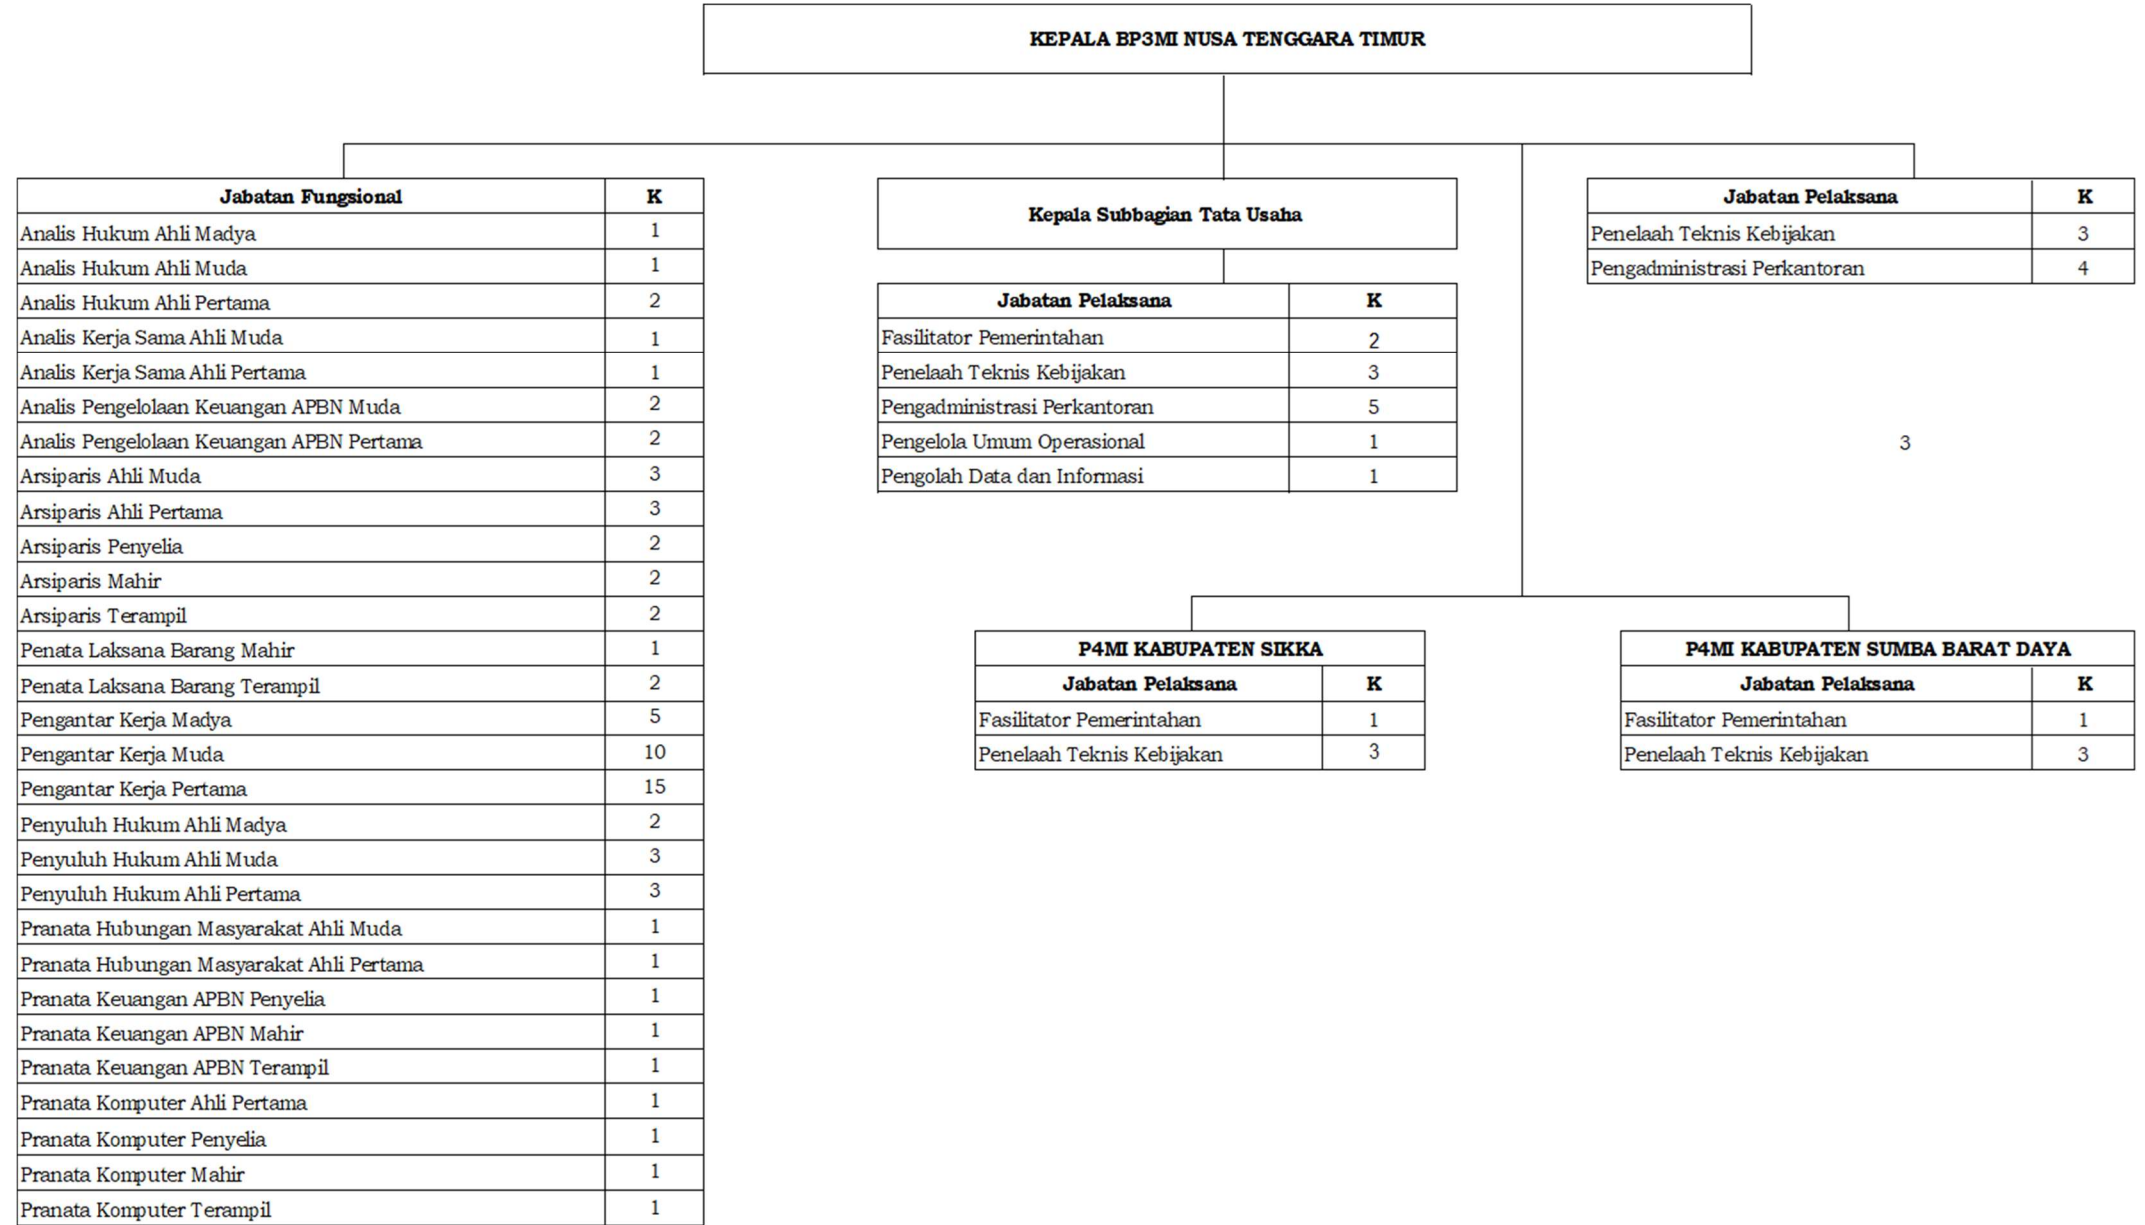 KEPALA BP3MI NUSA TENGGARA TIMUR
Jabatan Fungsional K
Analis Hukum Ahli Madya 1
Analis Hukum Ahli Muda 1
Analis Hukum Ahli Pertama 2
Analis Kerja Sama Ahli Muda 1
Analis Kerja Sama Ahli Pertama 1
Analis Pengelolaan Keuangan APBN Muda 2
Analis Pengelolaan Keuangan APBN Pertama 2
Arsiparis Ahli Muda 3
Arsiparis Ahli Pertama 3
Arsiparis Penyelia 2
Arsiparis Mahir 2
Arsiparis Terampil 2
Penata Laksana Barang Mahir 1
Penata Laksana Barang Terampil 2
Pengantar Kerja Madya 5
Pengantar Kerja Muda 10
Pengantar Kerja Pertama 15
Penyuluh Hukum Ahli Madya 2
Penyuluh Hukum Ahli Muda 3
Penyuluh Hukum Ahli Pertama 3
Pranata Hubungan Masyarakat Ahli Muda 1
Pranata Hubungan Masyarakat Ahli Pertama 1
Pranata Keuangan APBN Penyelia 1
Pranata Keuangan APBN Mahir 1
Pranata Keuangan APBN Terampil 1
Pranata Komputer Ahli Pertama 1
Pranata Komputer Penyelia 1
Pranata Komputer Mahir 1
Pranata Komputer Terampil 1
Kepala Subbagian Tata Usaha
Jabatan Pelaksana K
Fasilitator Pemerintahan 2
Penelaah Teknis Kebijakan 3
Pengadministrasi Perkantoran 5
Pengelola Umum Operasional 1
Pengolah Data dan Informasi 1
Jabatan Pelaksana K
Penelaah Teknis Kebijakan 3
Pengadministrasi Perkantoran 4
3
P4MI KABUPATEN SIKKA
Jabatan Pelaksana K
Fasilitator Pemerintahan 1
Penelaah Teknis Kebijakan 3
P4MI KABUPATEN SUMBA BARAT DAYA
Jabatan Pelaksana K
Fasilitator Pemerintahan 1
Penelaah Teknis Kebijakan 3